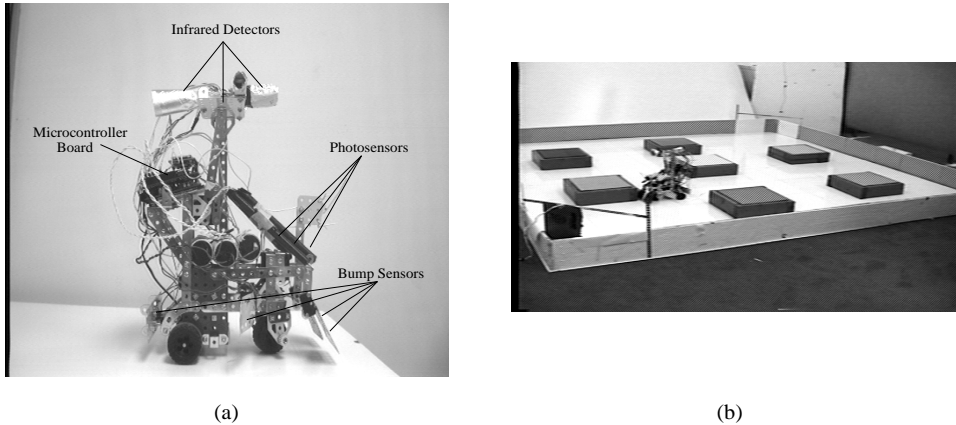 Infrared Detectors
Microcontroller
Board
Photosensors
Bump Sensors
(a)
(b)